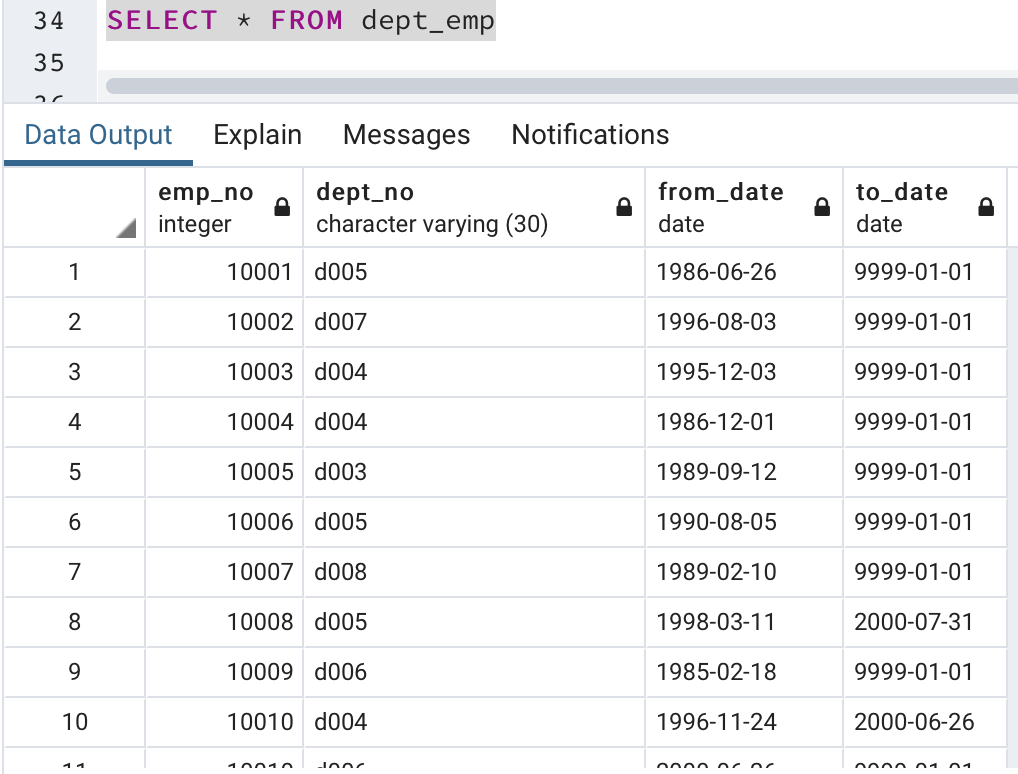 34 SELECT * FROM dept_emp
35
Data Output Explain Messages Notifications
emp_no dept_no from_date to_date
integer character varying (30) date date
1 10001 d005 1986-06-26 9999-01-01
2 10002 d007 1996-08-03 9999-01-01
3 10003 d004 1995-12-03 9999-01-01
4 10004 d004 1986-12-01 9999-01-01
5 10005 d003 1989-09-12 9999-01-01
6 10006 d005 1990-08-05 9999-01-01
7 10007 d008 1989-02-10 9999-01-01
8 10008 d005 1998-03-11 2000-07-31
9 10009 d006 1985-02-18 9999-01-01
10 10010 d004 1996-11-24 2000-06-26